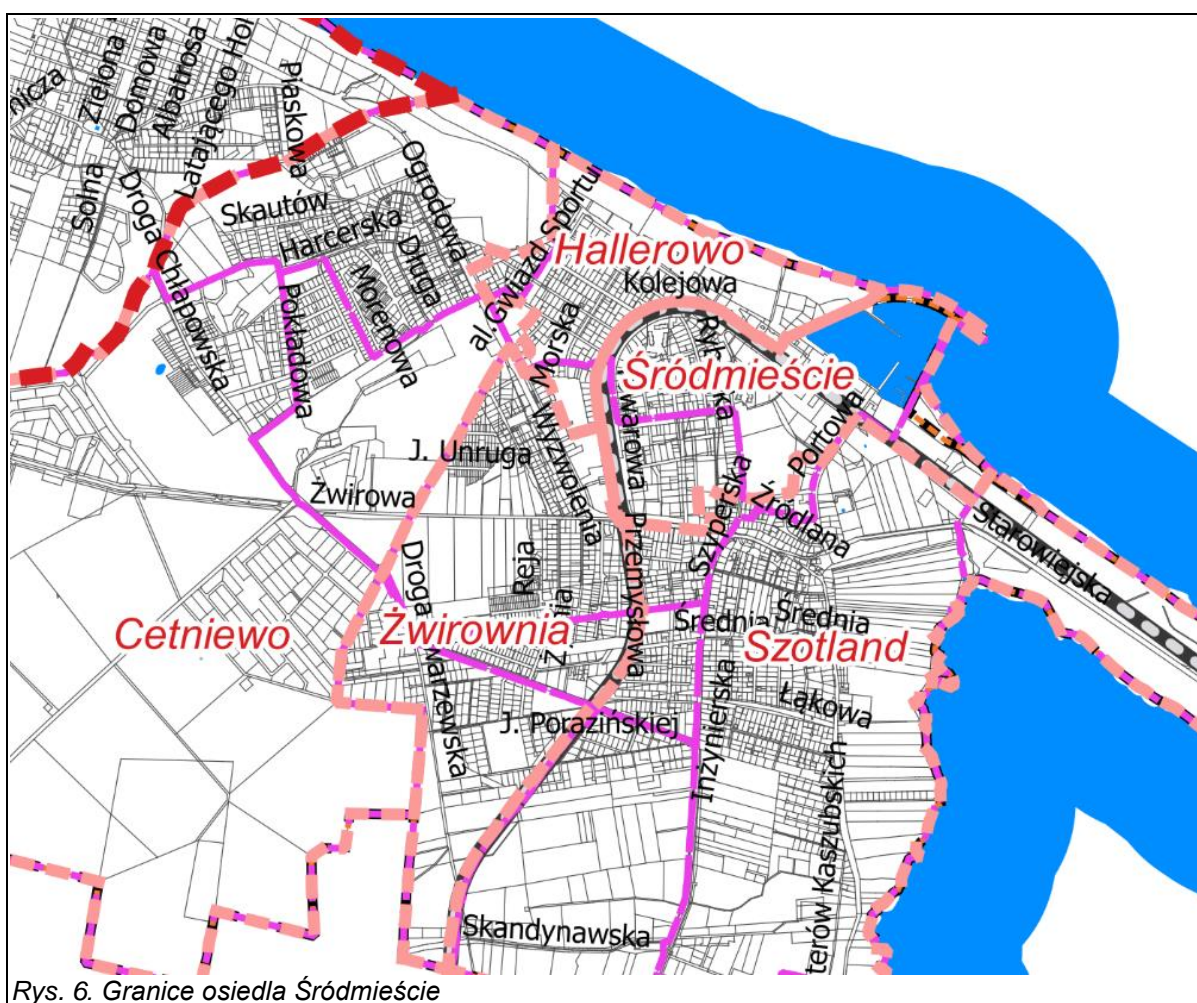 Zielona
Domowa
Albatrosa
Solna
Droga Chłapowska
Piaskowa
Skautów
Harcerska
Ogrodowa
Długa
Morenowa
Pokładowa
al. Gwiazd Sportu
Hallerowo
Kolejowa
Morska
Śródmieście
Wyzwolenia
Portowa
J. Unruga
Żwirowa
Szyperska
Źródlana
Przemysłowa
Starowiejska
Reja
Droga
Cetniewo
Żwirownia
Średnia
Średnia
Szotland
Łąkowa
J. Porazińskiej
Inżynierska
Skandynawska
Kaszubskich
Rys. 6. Granice osiedla Śródmieście